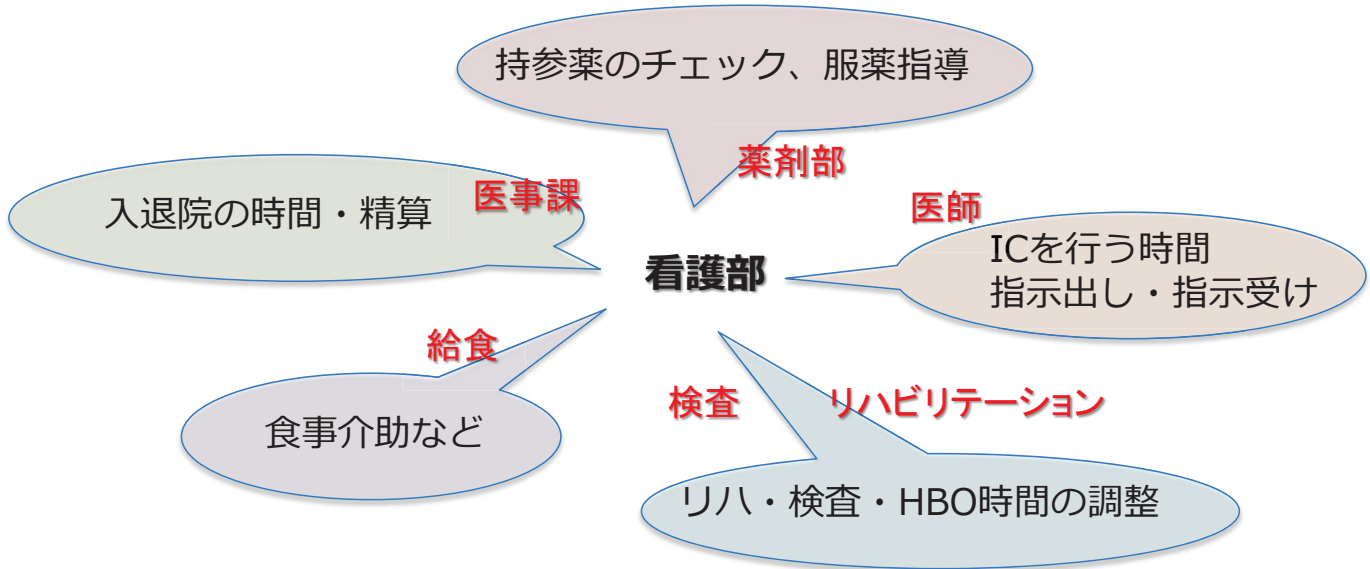 持参薬のチェック、服薬指導
薬剤部
医事課
入退院の時間・精算
医師
ICを行う時間
指示出し・指示受け
看護部
給食
食事介助など
検査
リハビリテーション
リハ・検査・HBO時間の調整